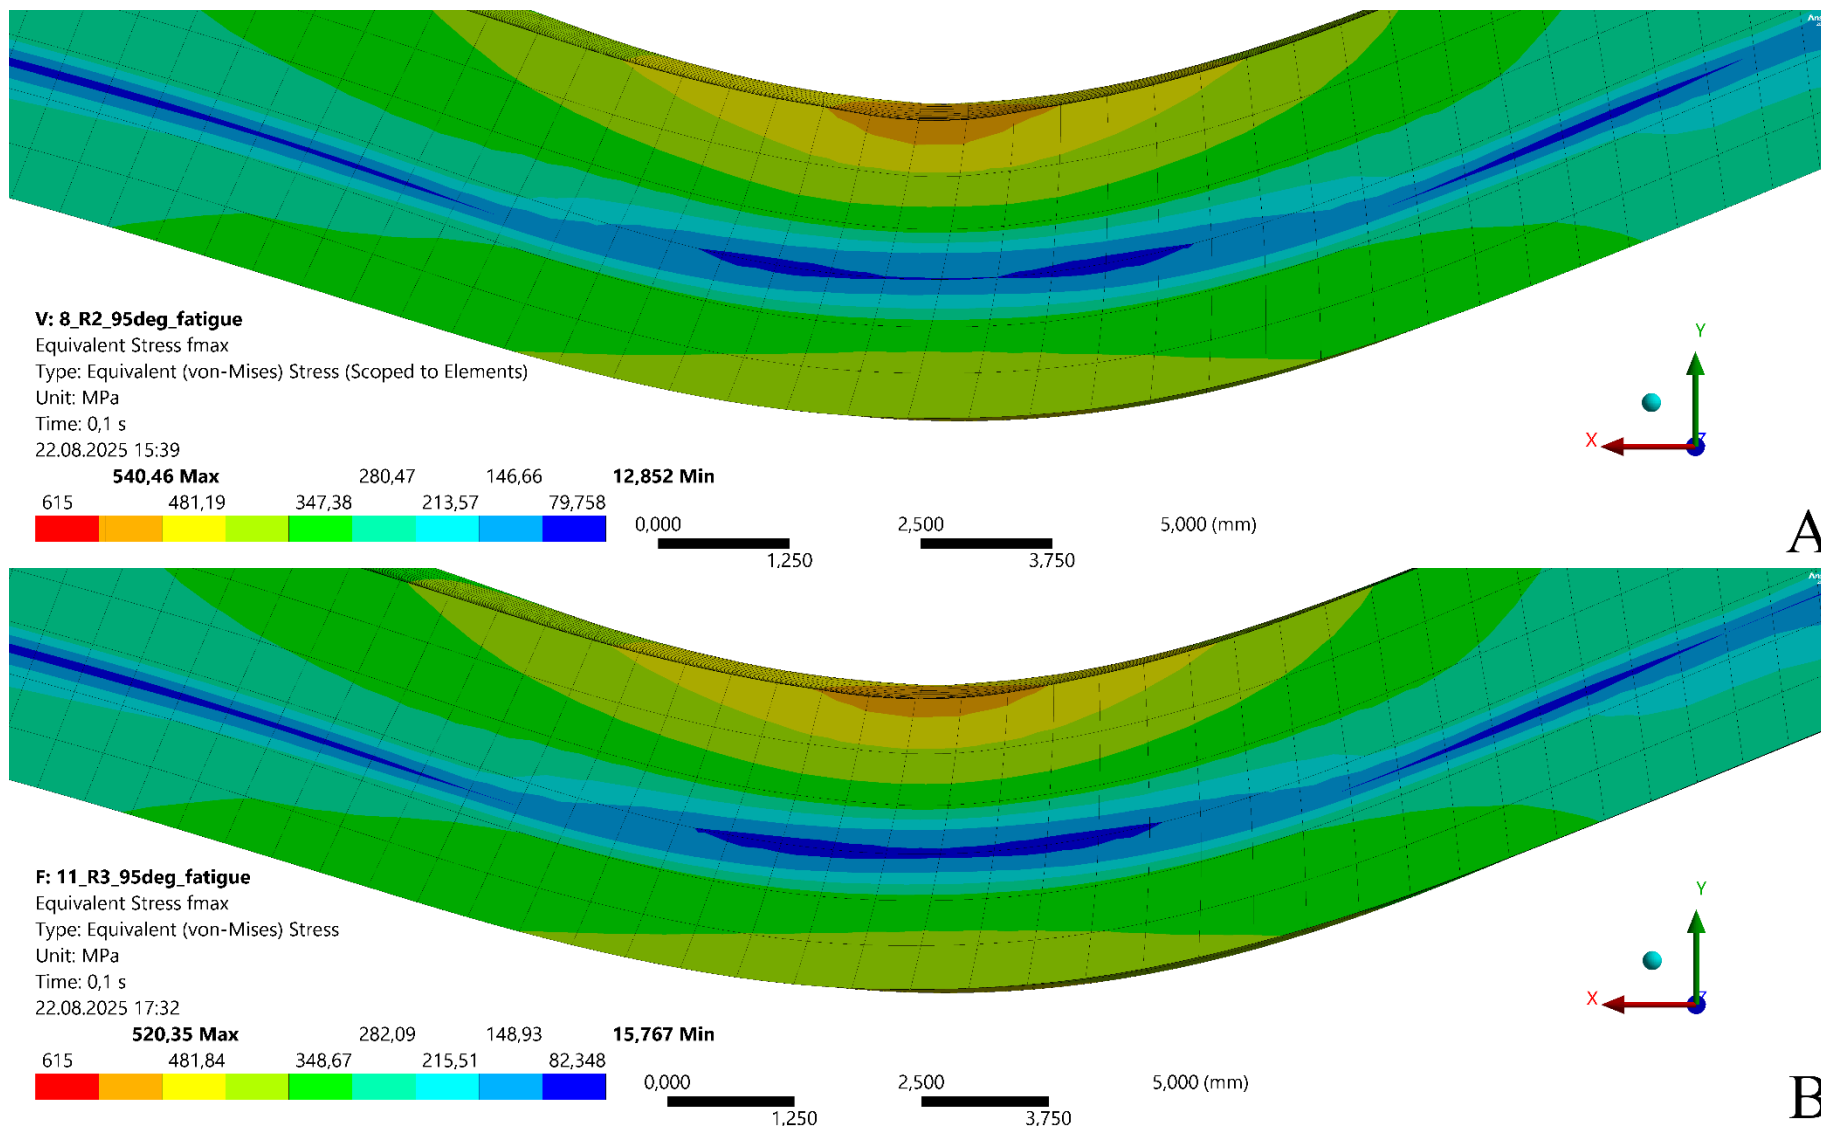 Y
X
Z
V: 8_R2_95deg_fatigue
Equivalent Stress fmax
Type: Equivalent (von-Mises) Stress (Scoped to Elements)
Unit: MPa
Time: 0,1 s
22.08.2025 15:39
540,46 Max 280,47 146,66 12,852 Min
615 481,19 347,38 213,57 79,758
0,000 2,500 5,000 (mm)
1,250 3,750
A
Y
X
Z
F: 11_R3_95deg_fatigue
Equivalent Stress fmax
Type: Equivalent (von-Mises) Stress
Unit: MPa
Time: 0,1 s
22.08.2025 17:32
520,35 Max 282,09 148,93 15,767 Min
615 481,84 348,67 215,51 82,348
0,000 2,500 5,000 (mm)
1,250 3,750
B